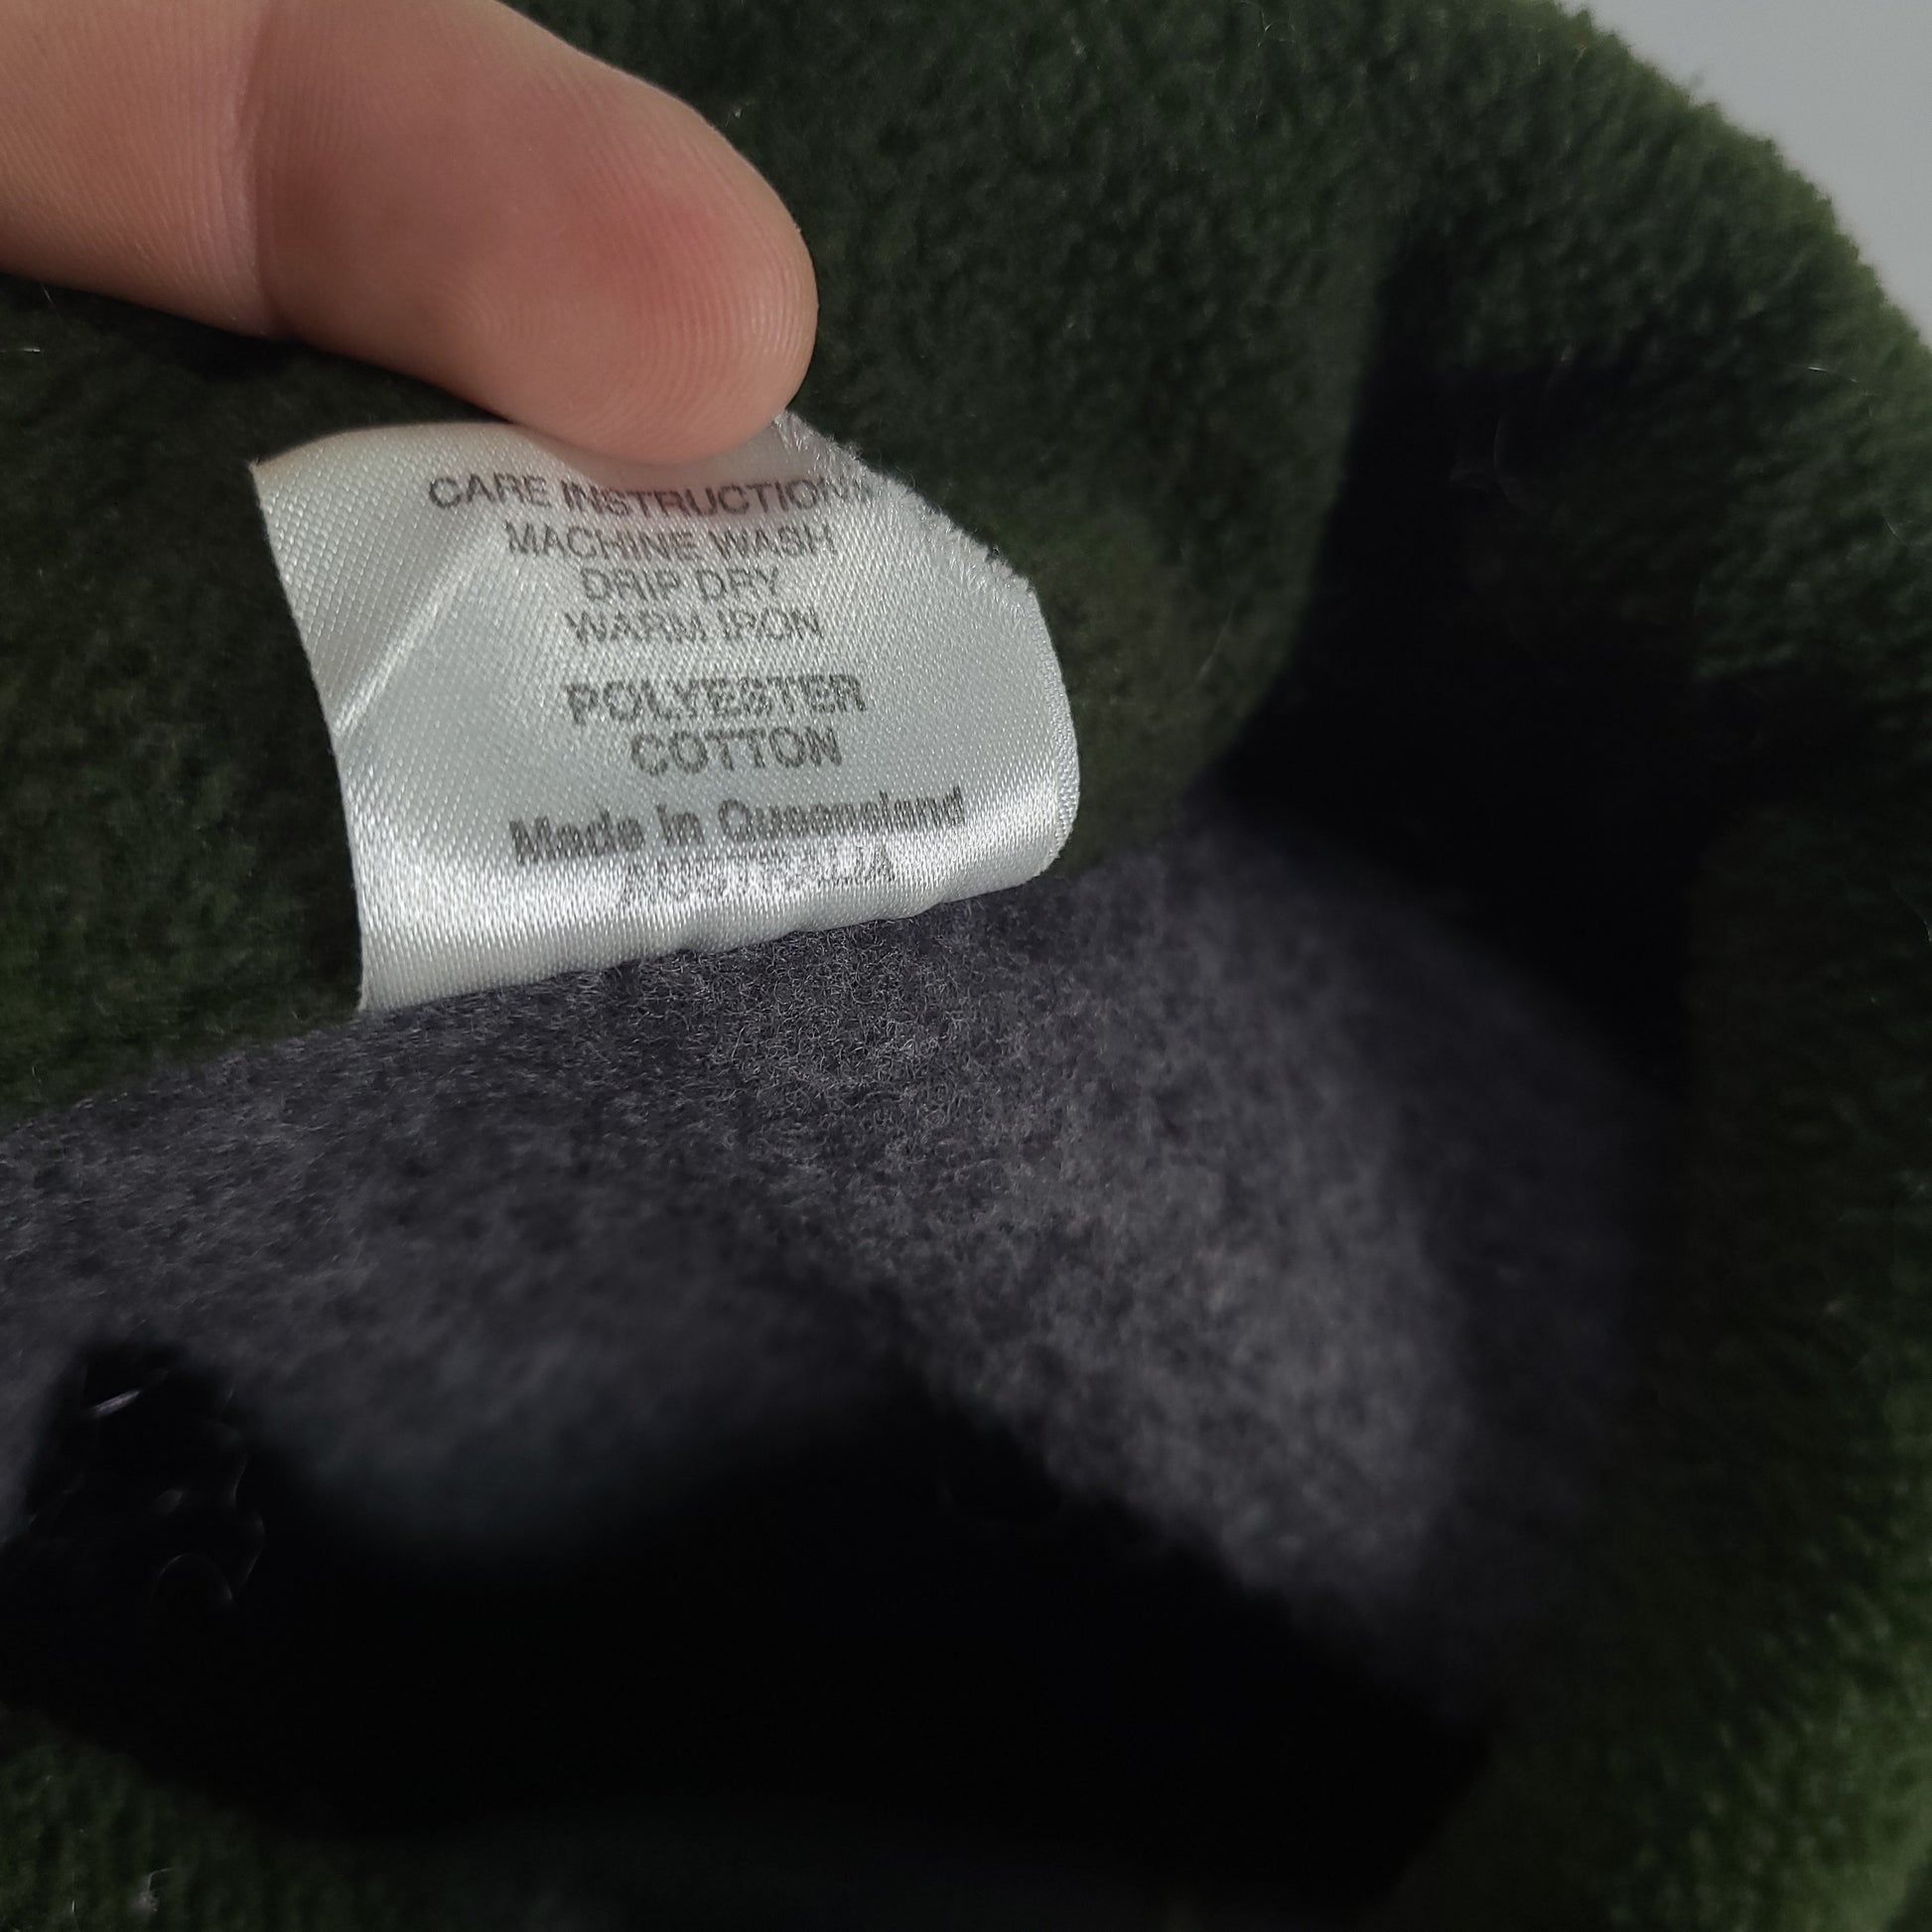 CARE INSTRUCTIONS
MACHINE WASH
DRIP DRY
WARM IRON
POLYESTER
COTTON
Made in Queensland
AUSTRALIA